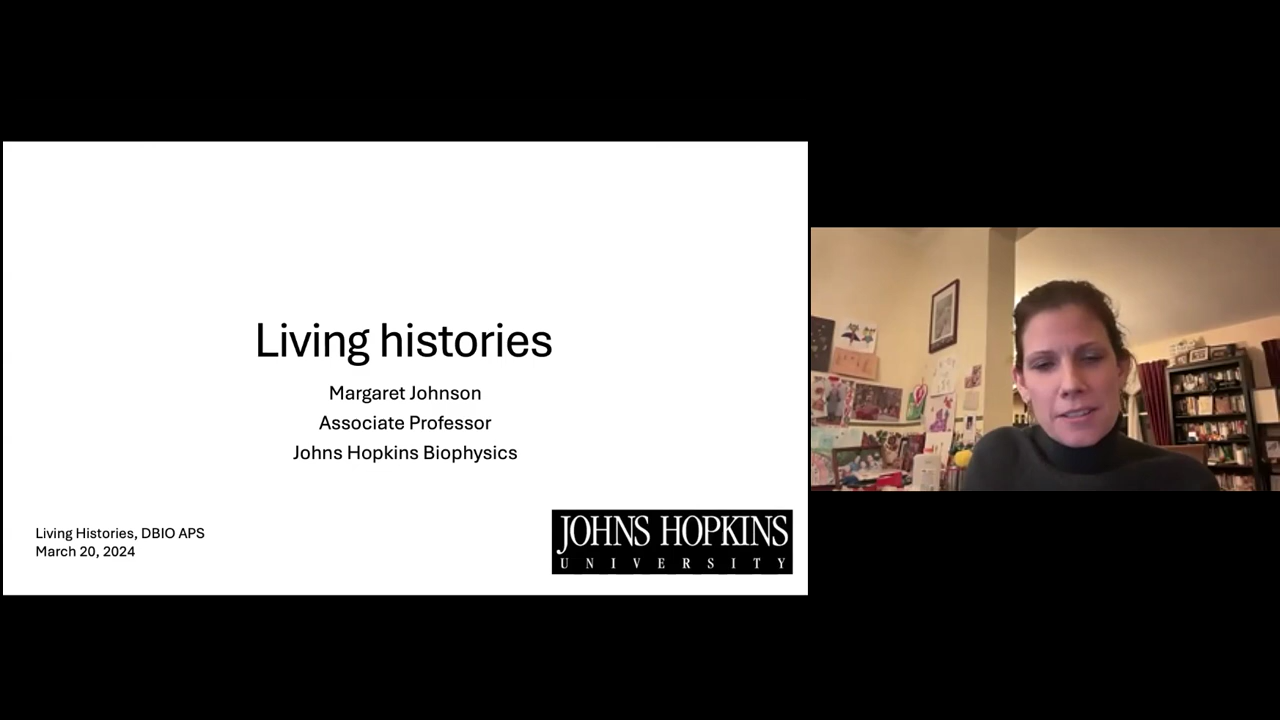 Living histories
Margaret Johnson
Associate Professor
Johns Hopkins Biophysics
Living Histories, DBIO APS
March 20, 2024
JOHNS HOPKINS
UNIVERSITY